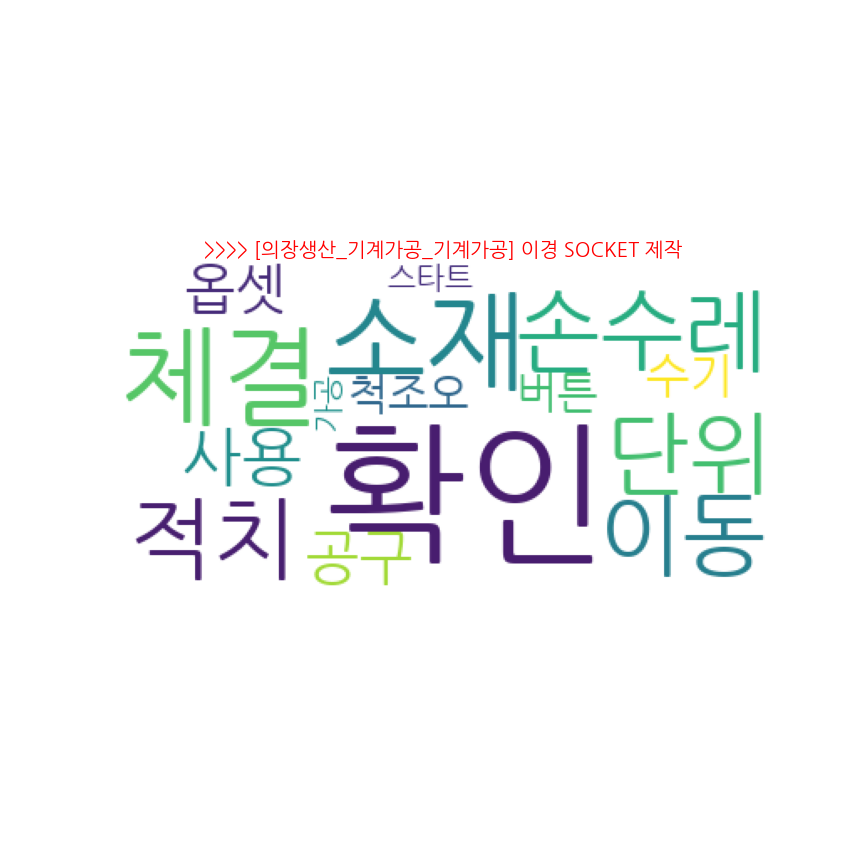 >>>> [의장생산_기계가공_기계가공] 이경 SOCKET 제작
옵셋
스타트
소재
손수레
체결
척조오
가공
버튼
수기
사용
확인
단위
적치
공구
이동